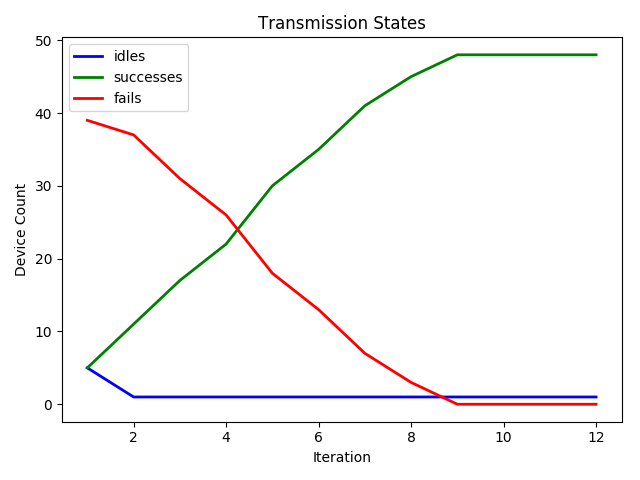 Transmission States
idles
successes
fails
Device Count
50
40
30
20
10
0
2 4 6 8 10 12
Iteration